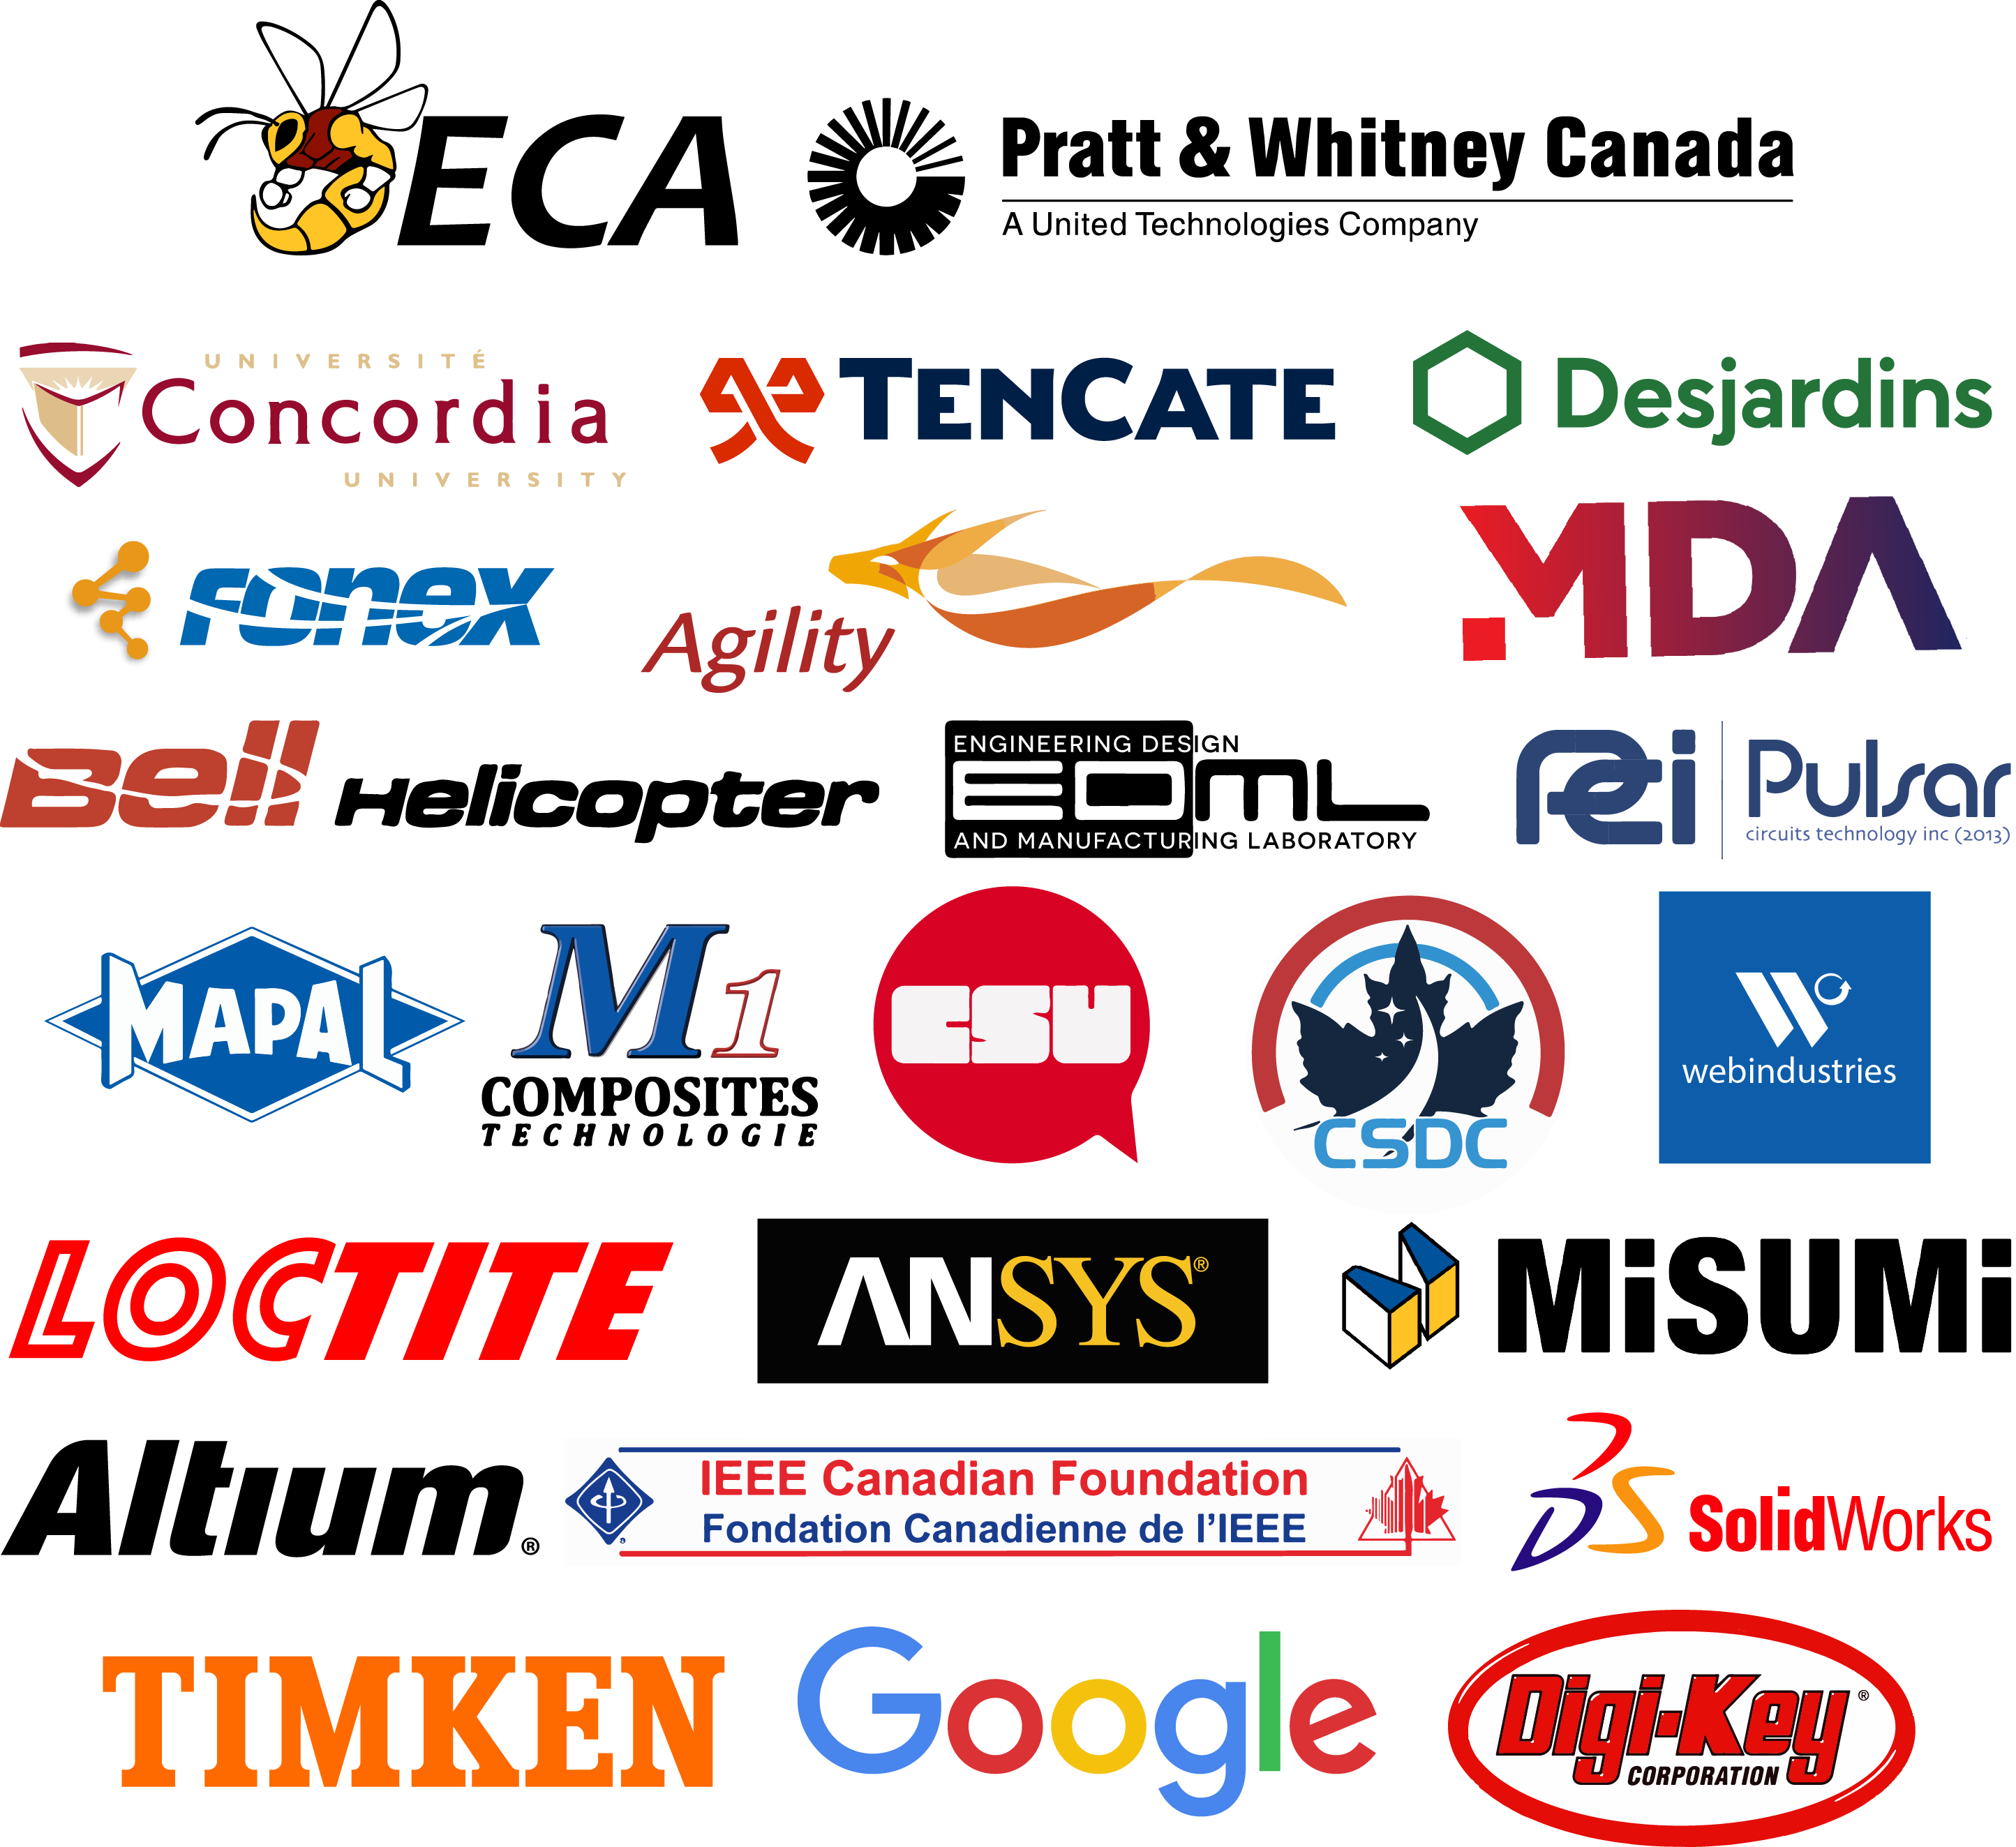 ECA
Pratt & Whitney Canada
A United Technologies Company
UNIVERSITÉ
Concordia
UNIVERSITY
TENCATE
Desjardins
fonex
Agility
MDA
Bell Helicopter
ENGINEERING DESIGN
EDML
AND MANUFACTURING LABORATORY
PCi
Pulsar
circuits technology inc (2013)
MAPAL
M1
COMPOSITES
TECHNOLOGIE
CSU
CSDC
W
webindustries
LOCTITE
ANSYS®
MiSUMi
Altium®
IEEE Canadian Foundation
Fondation Canadienne de l'IEEE
DS SolidWorks
TIMKEN
Google
Digi-Key®
CORPORATION